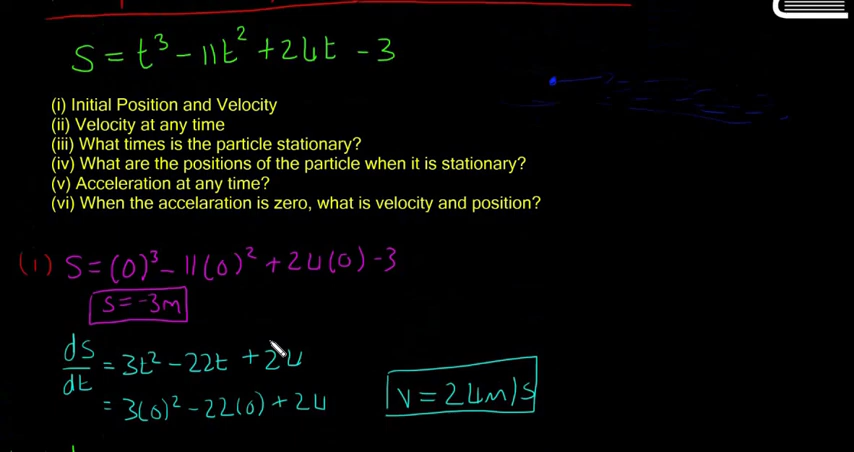 S = t³ - 11t² + 24t - 3
(i) Initial Position and Velocity
(ii) Velocity at any time
(iii) What times is the particle stationary?
(iv) What are the positions of the particle when it is stationary?
(v) Acceleration at any time?
(vi) When the accelaration is zero, what is velocity and position?
(1) S = (0)³ - 11(0)² + 24(0) - 3
S = -3m
ds/dt = 3t² - 22t + 24
= 3(0)² - 22(0) + 24
v = 24m/s